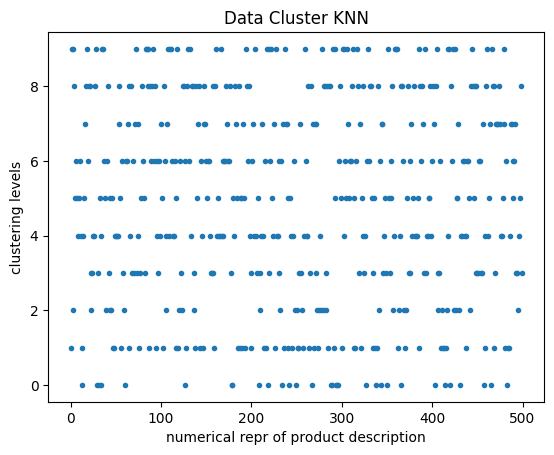 Data Cluster KNN
clustering levels
8
6
4
2
0
0 100 200 300 400 500
numerical repr of product description